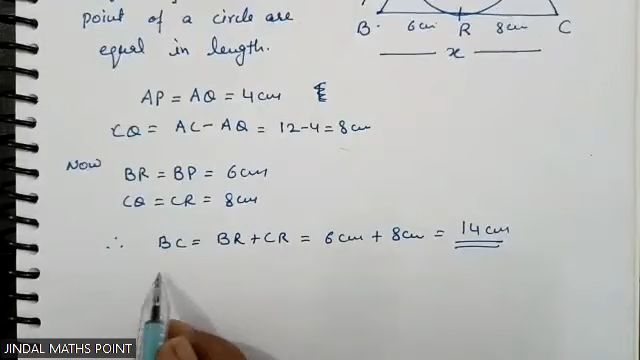 point of a circle are
equal in length.
B 6cm R 8cm C
x
AP = AQ = 4cm
CQ = AC - AQ = 12-4 = 8cm
Now
BR = BP = 6cm
CQ = CR = 8cm
∴ BC = BR + CR = 6cm + 8cm = 14cm
JINDAL MATHS POINT